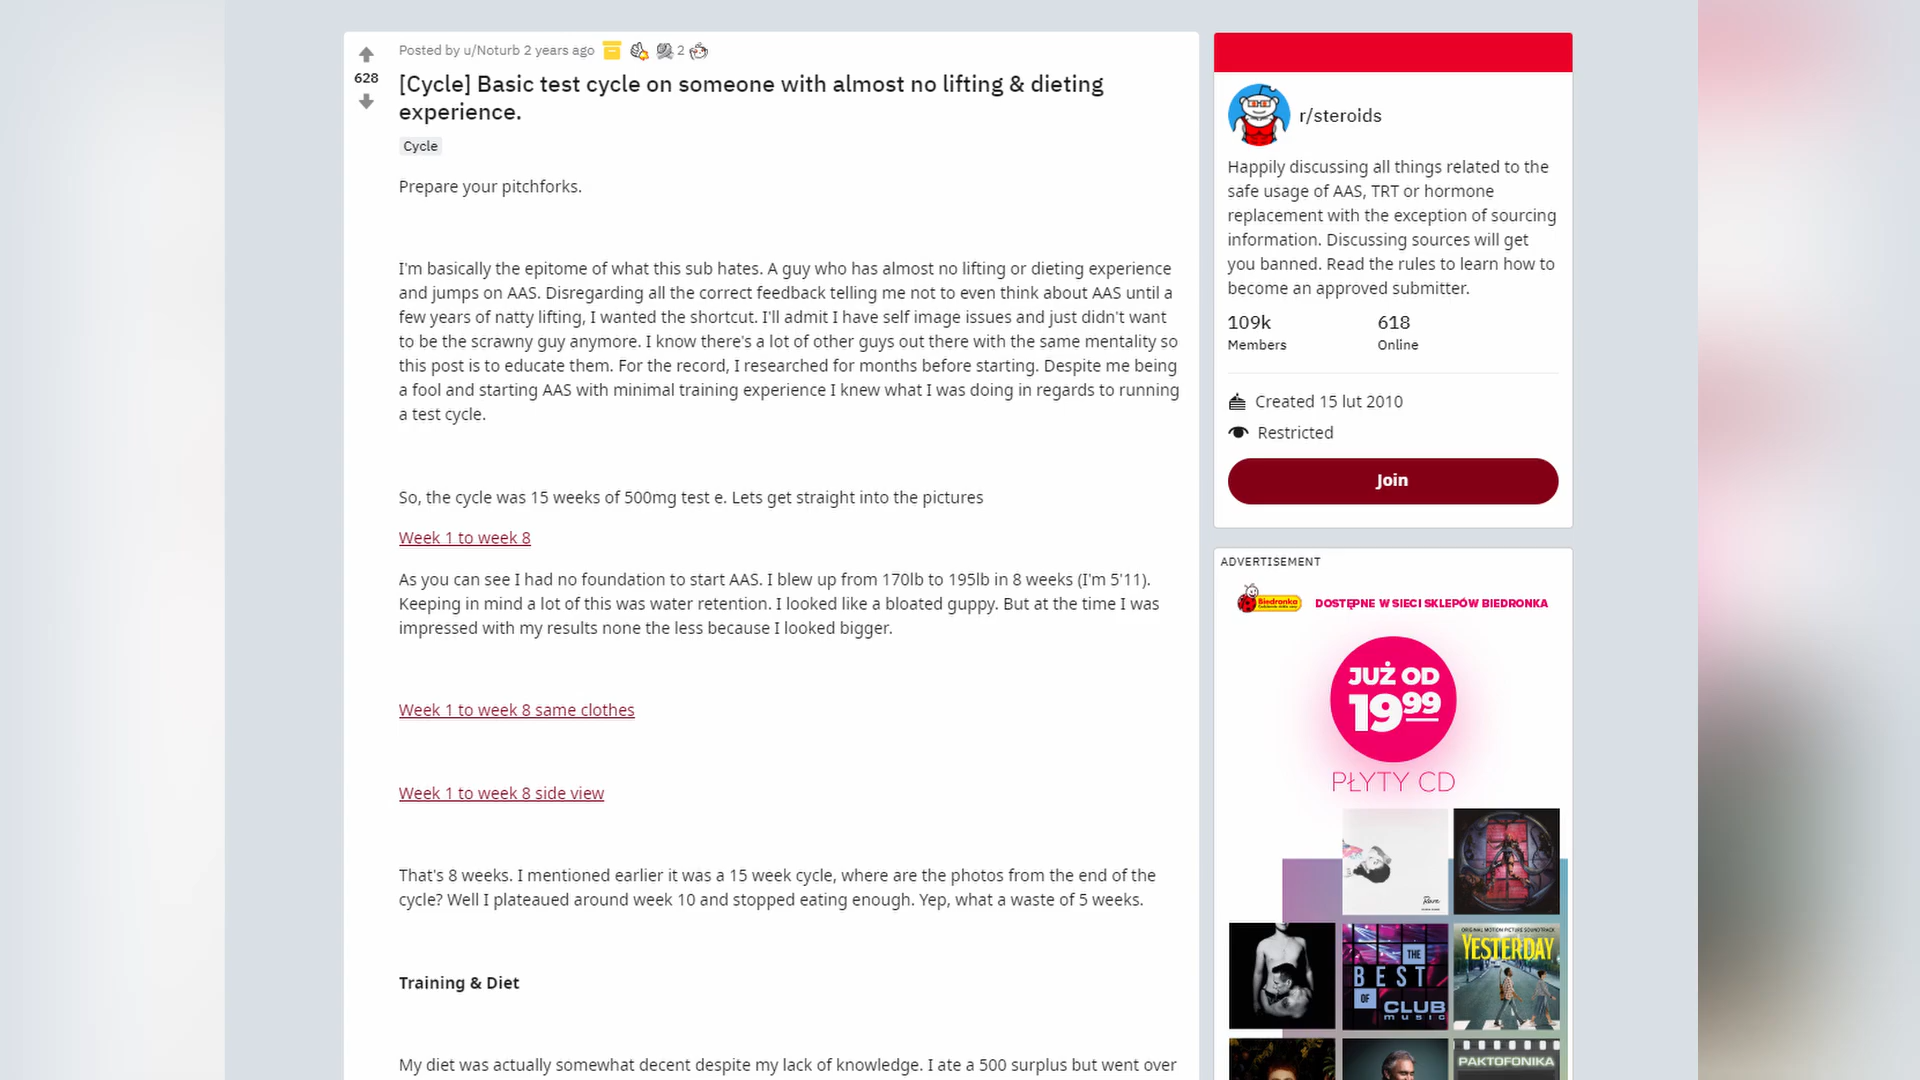 Posted by u/Noturb 2 years ago 2
628
[Cycle] Basic test cycle on someone with almost no lifting & dieting
experience.
Cycle
Prepare your pitchforks.
I'm basically the epitome of what this sub hates. A guy who has almost no lifting or dieting experience
and jumps on AAS. Disregarding all the correct feedback telling me not to even think about AAS until a
few years of natty lifting, I wanted the shortcut. I'll admit I have self image issues and just didn't want
to be the scrawny guy anymore. I know there's a lot of other guys out there with the same mentality so
this post is to educate them. For the record, I researched for months before starting. Despite me being
a fool and starting AAS with minimal training experience I knew what I was doing in regards to running
a test cycle.
So, the cycle was 15 weeks of 500mg test e. Lets get straight into the pictures
Week 1 to week 8
As you can see I had no foundation to start AAS. I blew up from 170lb to 195lb in 8 weeks (I'm 5'11).
Keeping in mind a lot of this was water retention. I looked like a bloated guppy. But at the time I was
impressed with my results none the less because I looked bigger.
Week 1 to week 8 same clothes
Week 1 to week 8 side view
That's 8 weeks. I mentioned earlier it was a 15 week cycle, where are the photos from the end of the
cycle? Well I plateaued around week 10 and stopped eating enough. Yep, what a waste of 5 weeks.
Training & Diet
My diet was actually somewhat decent despite my lack of knowledge. I ate a 500 surplus but went over
r/steroids
Happily discussing all things related to the
safe usage of AAS, TRT or hormone
replacement with the exception of sourcing
information. Discussing sources will get
you banned. Read the rules to learn how to
become an approved submitter.
109k 618
Members Online
Created 15 lut 2010
Restricted
Join
ADVERTISEMENT
Biedronka
DOSTĘPNE W SIECI SKLEPÓW BIEDRONKA
JUŻ OD
19⁹⁹
PŁYTY CD
Rare
THE
BEST
OF
CLUB
MUSIC
ORIGINAL MOTION PICTURE SOUNDTRACK
YESTERDAY
PAKTOFONIKA